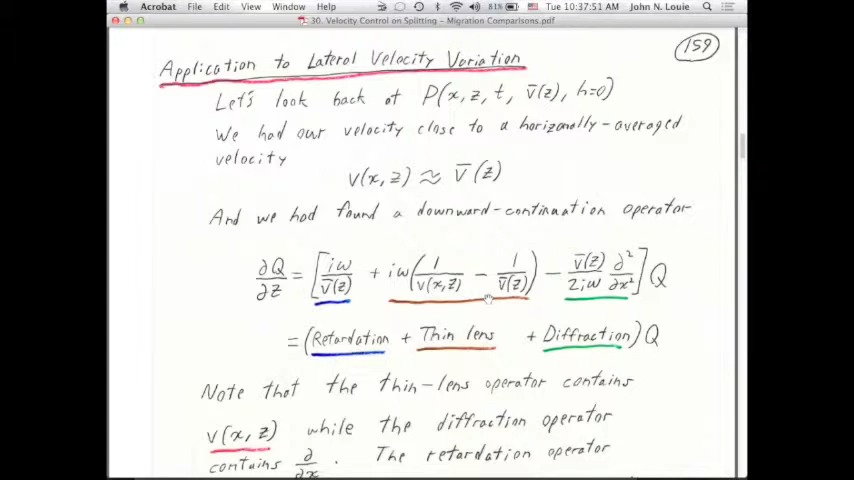 Acrobat File Edit View Window Help 81% Tue 10:37:51 AM John N. Louie
30. Velocity Control on Splitting – Migration Comparisons.pdf
159
Application to Lateral Velocity Variation
Let's look back at P(x, z, t, v̄(z), h=0)
We had our velocity close to a horizonally-averaged
velocity
v(x,z) ≈ v̄(z)
And we had found a downward-continuation operator
∂Q/∂z = [iω/v̄(z) + iω(1/v(x,z) − 1/v̄(z)) − v̄(z)/2iω ∂²/∂x²] Q
= (Retardation + Thin lens + Diffraction) Q
Note that the thin-lens operator contains
v(x,z) while the diffraction operator
contains ∂/∂x. The retardation operator